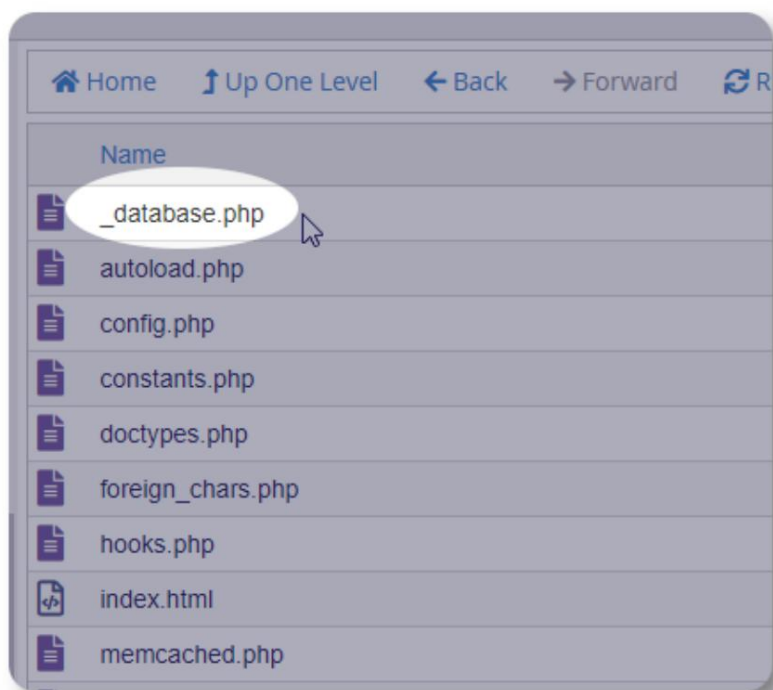 Home Up One Level Back Forward R
Name
_database.php
autoload.php
config.php
constants.php
doctypes.php
foreign_chars.php
hooks.php
index.html
memcached.php